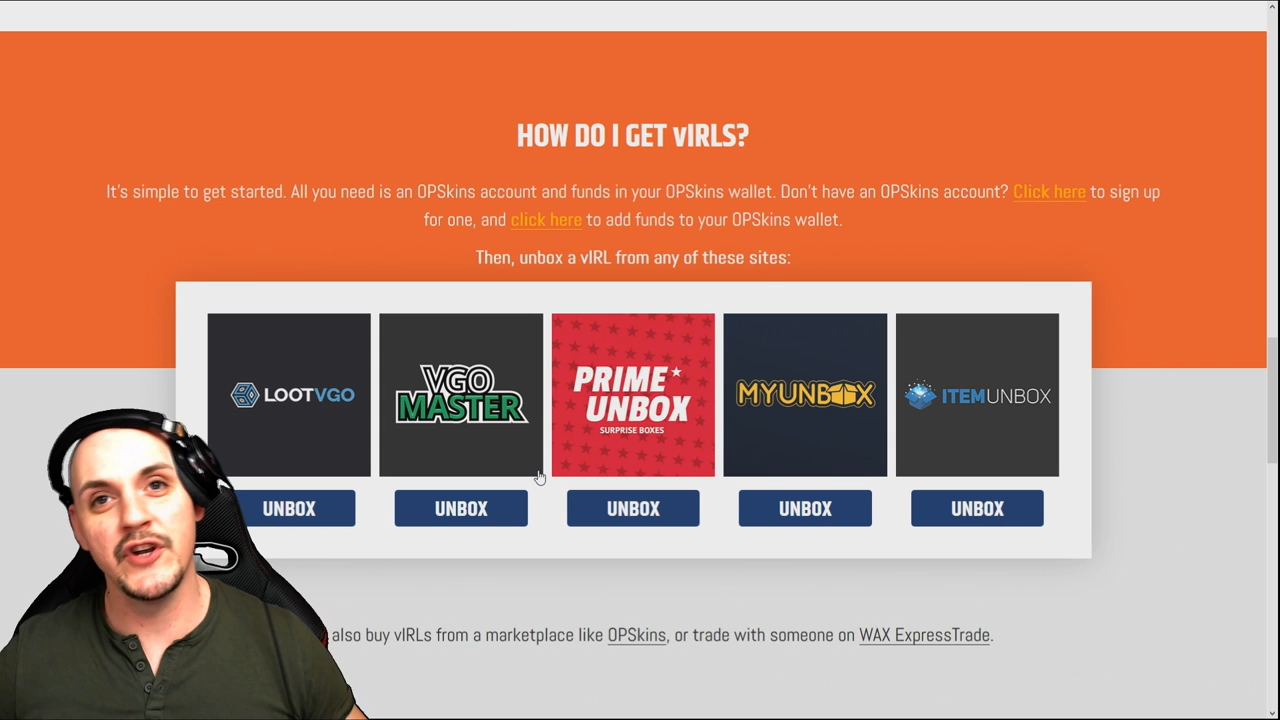 HOW DO I GET vIRLS?
It's simple to get started. All you need is an OPSkins account and funds in your OPSkins wallet. Don't have an OPSkins account? Click here to sign up
for one, and click here to add funds to your OPSkins wallet.
Then, unbox a vIRL from any of these sites:
LOOTVGO
VGO
MASTER
PRIME
UNBOX
SURPRISE BOXES
MYUNBOX
ITEMUNBOX
UNBOX
UNBOX
UNBOX
UNBOX
UNBOX
also buy vIRLs from a marketplace like OPSkins, or trade with someone on WAX ExpressTrade.